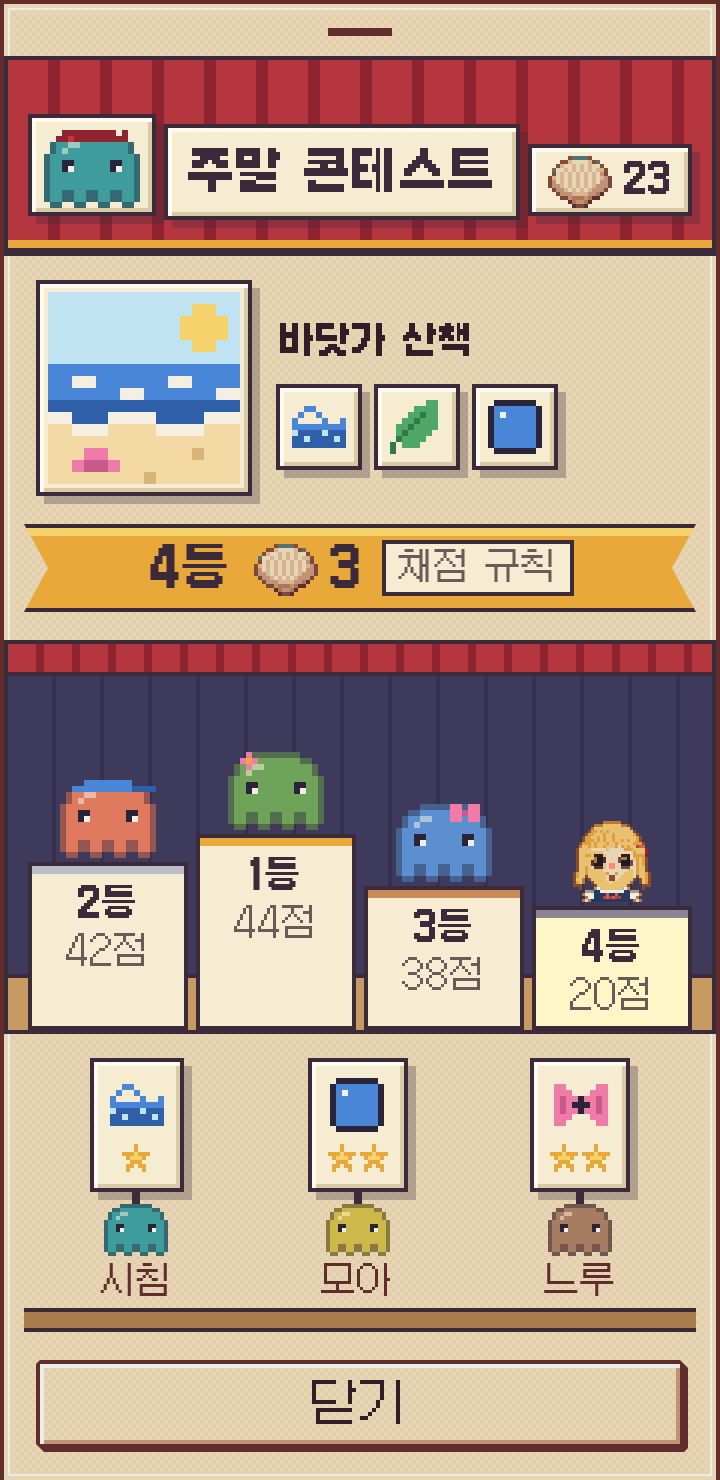 주말 콘테스트
23
바닷가 산책
4등 3 채점 규칙
2등
42점
1등
44점
3등
38점
4등
20점
시침
모아
느루
닫기